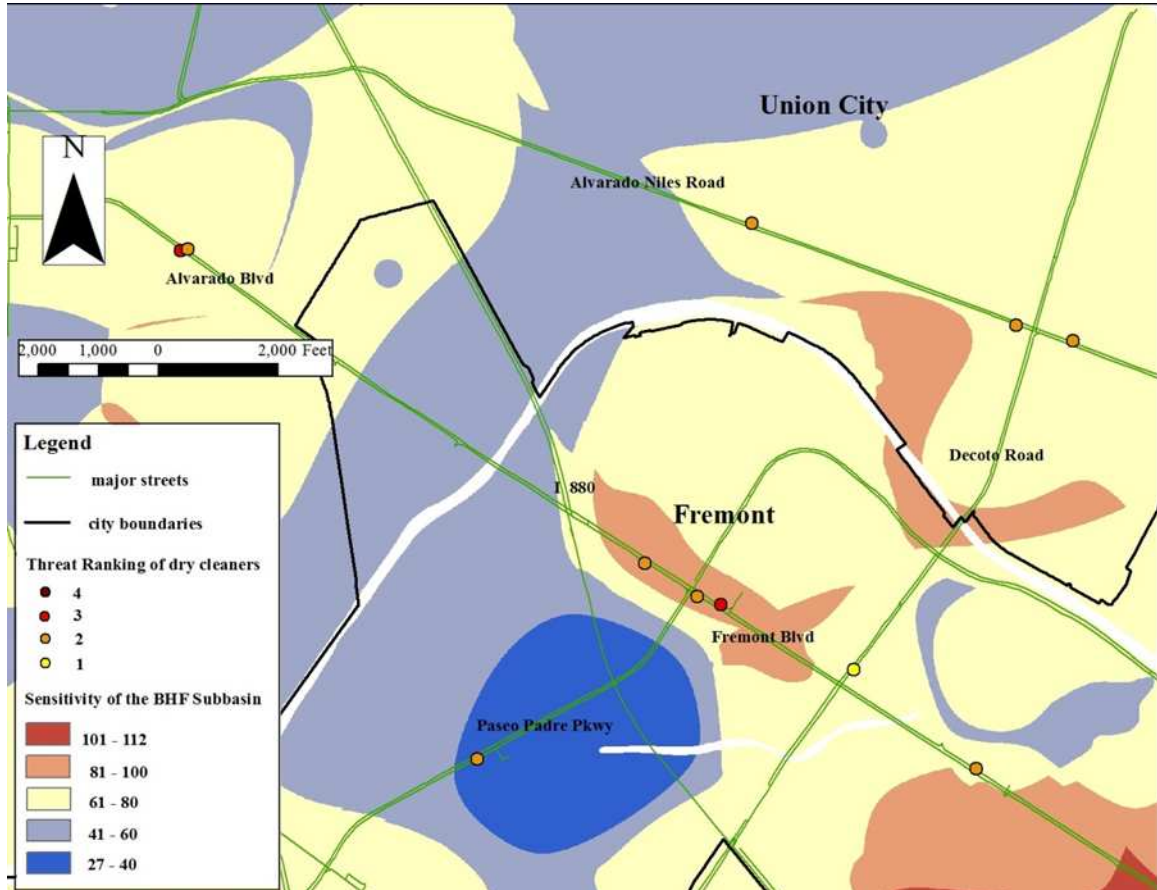 Union City
N
Alvarado Niles Road
Alvarado Blvd
2,000 1,000 0 2,000 Feet
Decoto Road
I 880
Fremont
Fremont Blvd
Paseo Padre Pkwy
Legend
major streets
city boundaries
Threat Ranking of dry cleaners
4
3
2
1
Sensitivity of the BHF Subbasin
101 - 112
81 - 100
61 - 80
41 - 60
27 - 40